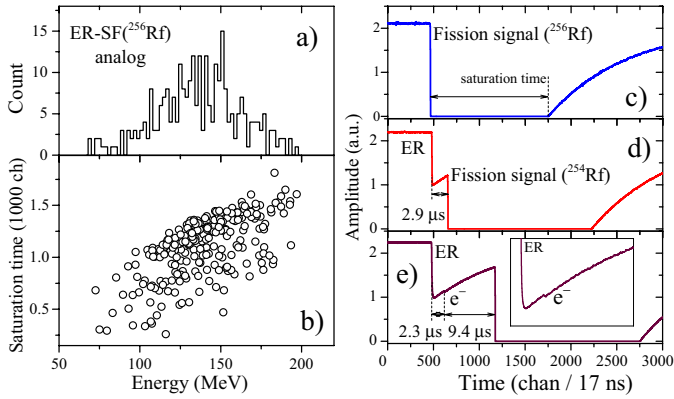 ER-SF(²⁵⁶Rf)
analog
a)
Count
15
10
5
0
b)
Saturation time (1000 ch)
1.5
1.0
0.5
50 100 150 200
Energy (MeV)
Fission signal (²⁵⁶Rf)
saturation time
c)
2
1
0
ER
d)
Fission signal (²⁵⁴Rf)
2.9 µs
2
1
0
Amplitude (a.u.)
ER
e)
e⁻
2.3 µs 9.4 µs
ER
e⁻
2
1
0
0 500 1000 1500 2000 2500 3000
Time (chan / 17 ns)